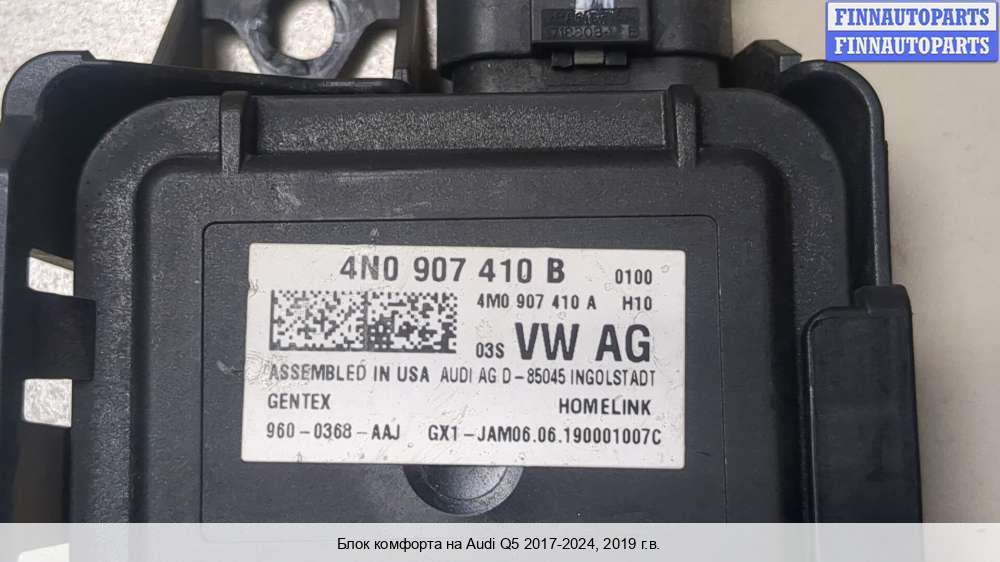 FINNAUTOPARTS
FINNAUTOPARTS
4N0 907 410 B 0100
4M0 907 410 A H10
03S VW AG
ASSEMBLED IN USA AUDI AG D-85045 INGOLSTADT
GENTEX HOMELINK
960-0368-AAJ GX1-JAM06.06.190001007C
Блок комфорта на Audi Q5 2017-2024, 2019 г.в.